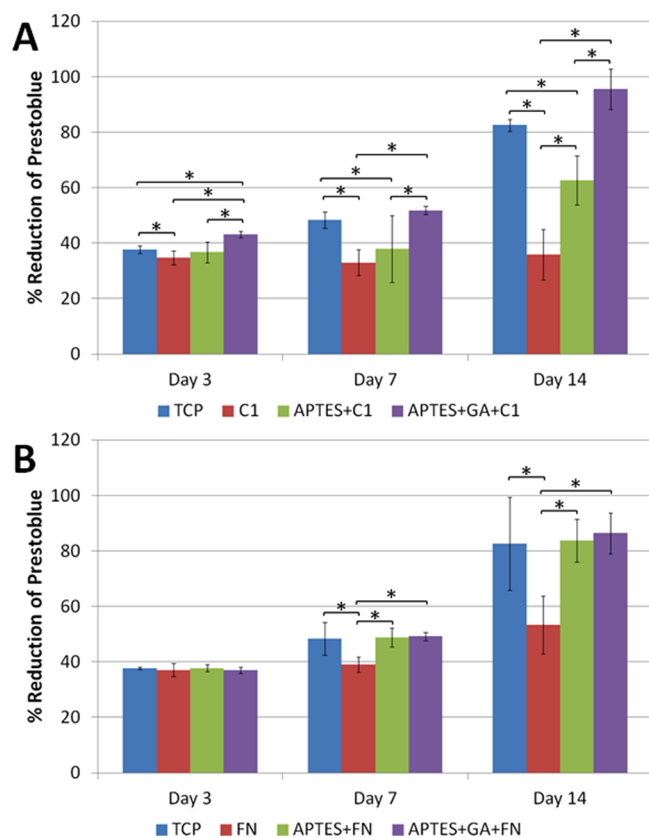 A
% Reduction of Prestoblue
120
100
80
60
40
20
0
* * * *
* * * * * * * * * *
Day 3 Day 7 Day 14
TCP C1 APTES+C1 APTES+GA+C1
B
% Reduction of Prestoblue
120
100
80
60
40
20
0
* * *
* * *
Day 3 Day 7 Day 14
TCP FN APTES+FN APTES+GA+FN